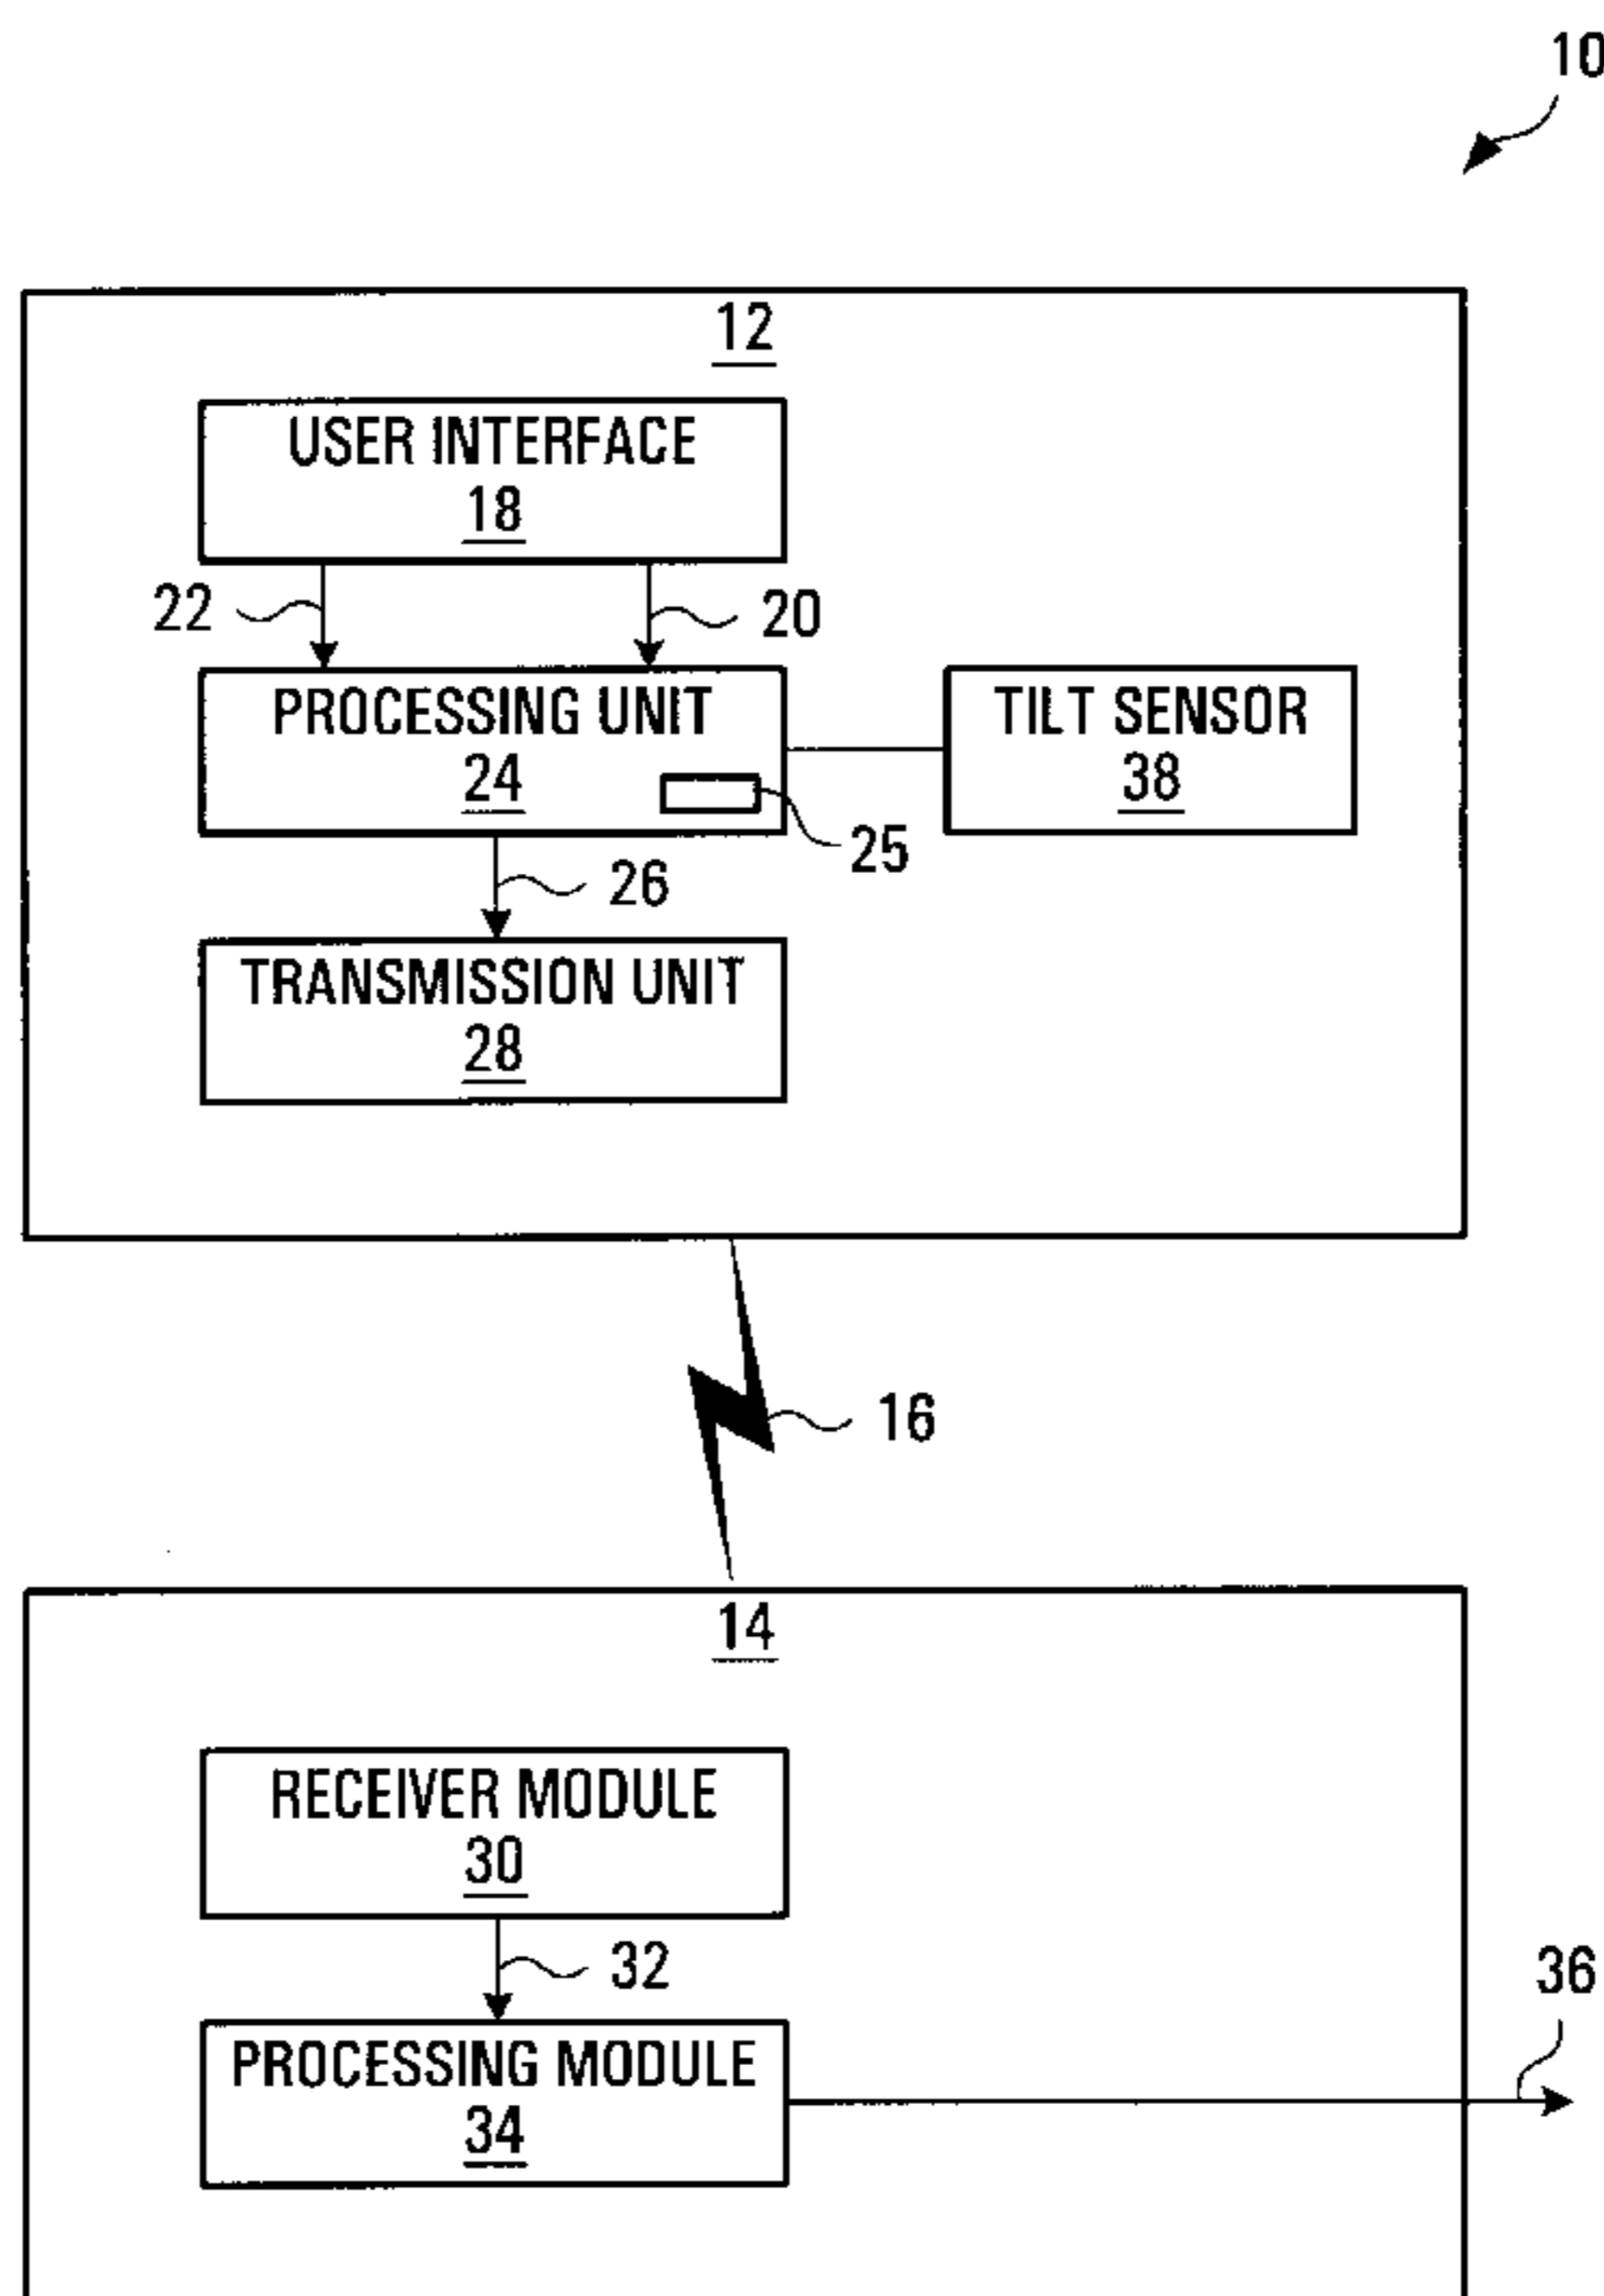 10
12
USER INTERFACE
18
22
20
PROCESSING UNIT
24
TILT SENSOR
38
25
26
TRANSMISSION UNIT
28
16
14
RECEIVER MODULE
30
32
36
PROCESSING MODULE
34